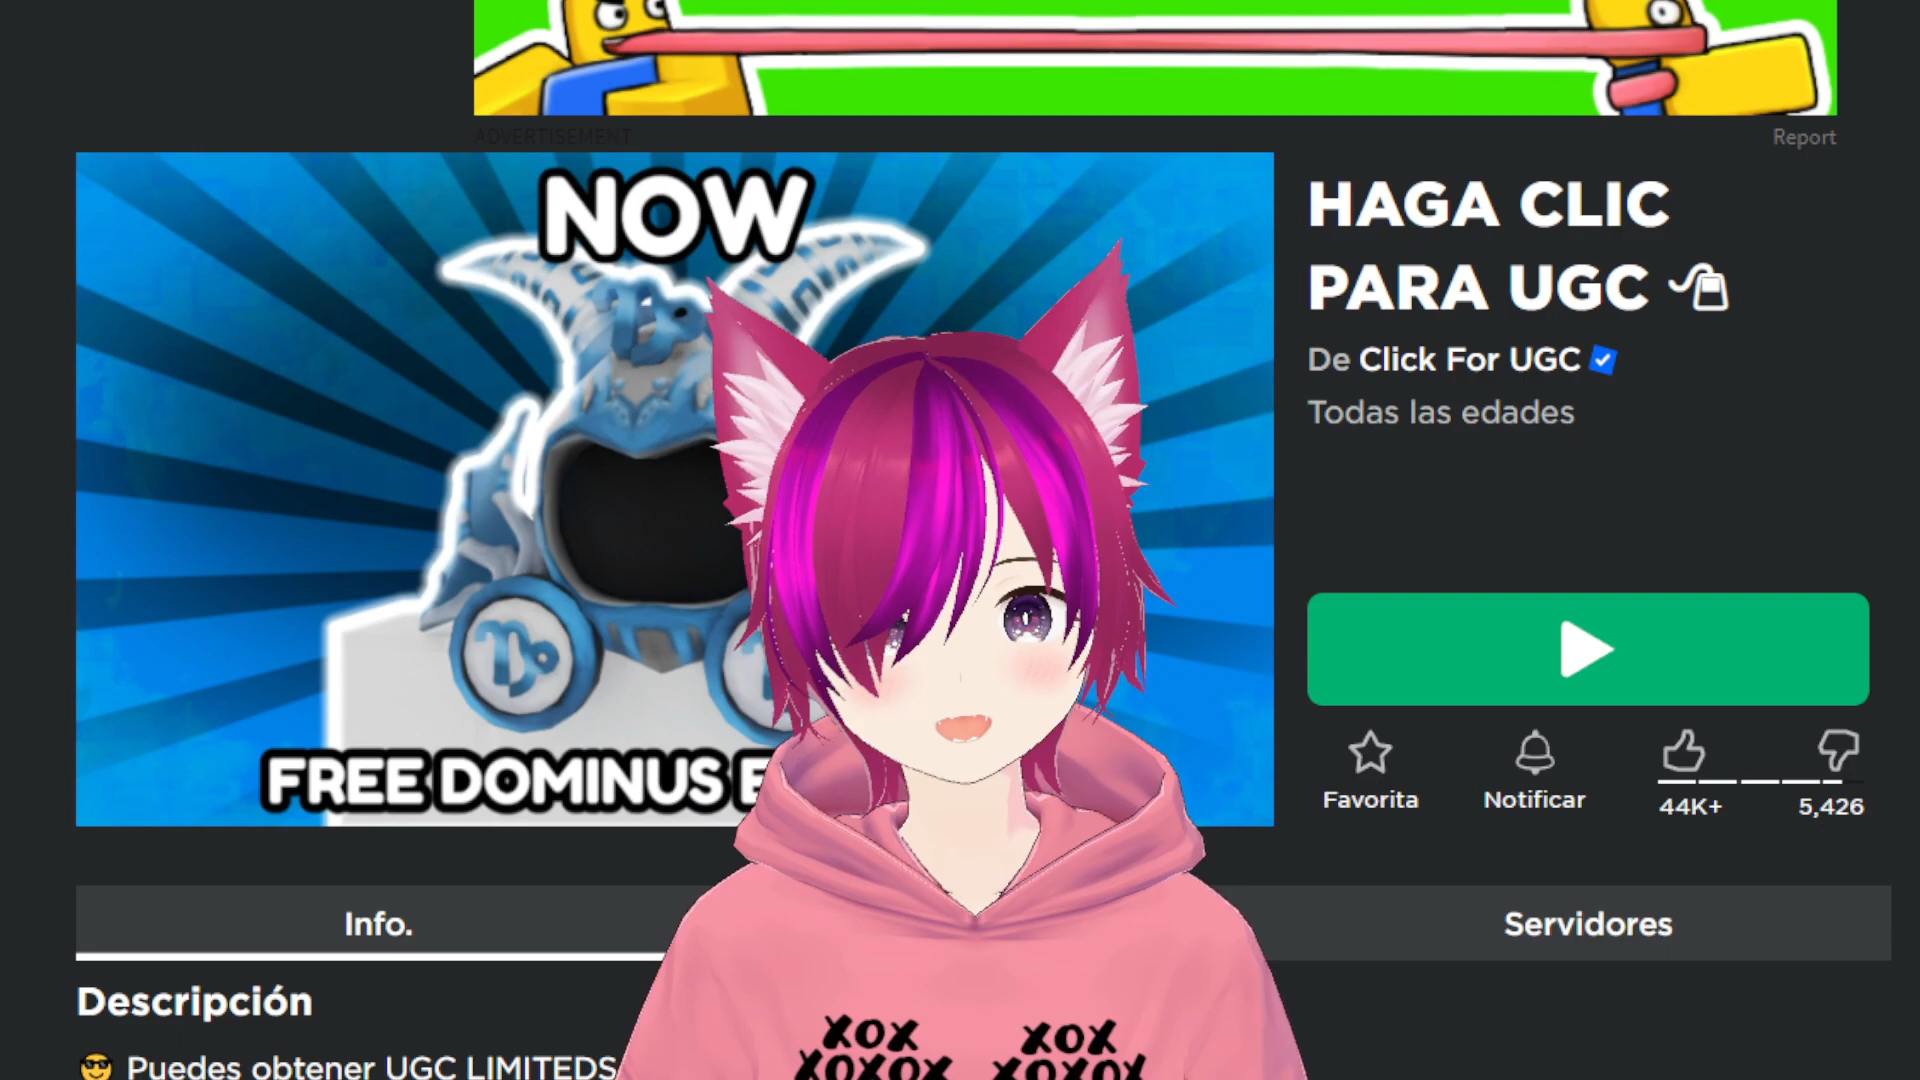 ADVERTISEMENT
Report
NOW
FREE DOMINUS
HAGA CLIC
PARA UGC
De Click For UGC
Todas las edades
Favorita
Notificar
44K+
5,426
Info.
Servidores
Descripción
😎 Puedes obtener UGC LIMITEDS
XOX XOX
XOXOX XOXOX